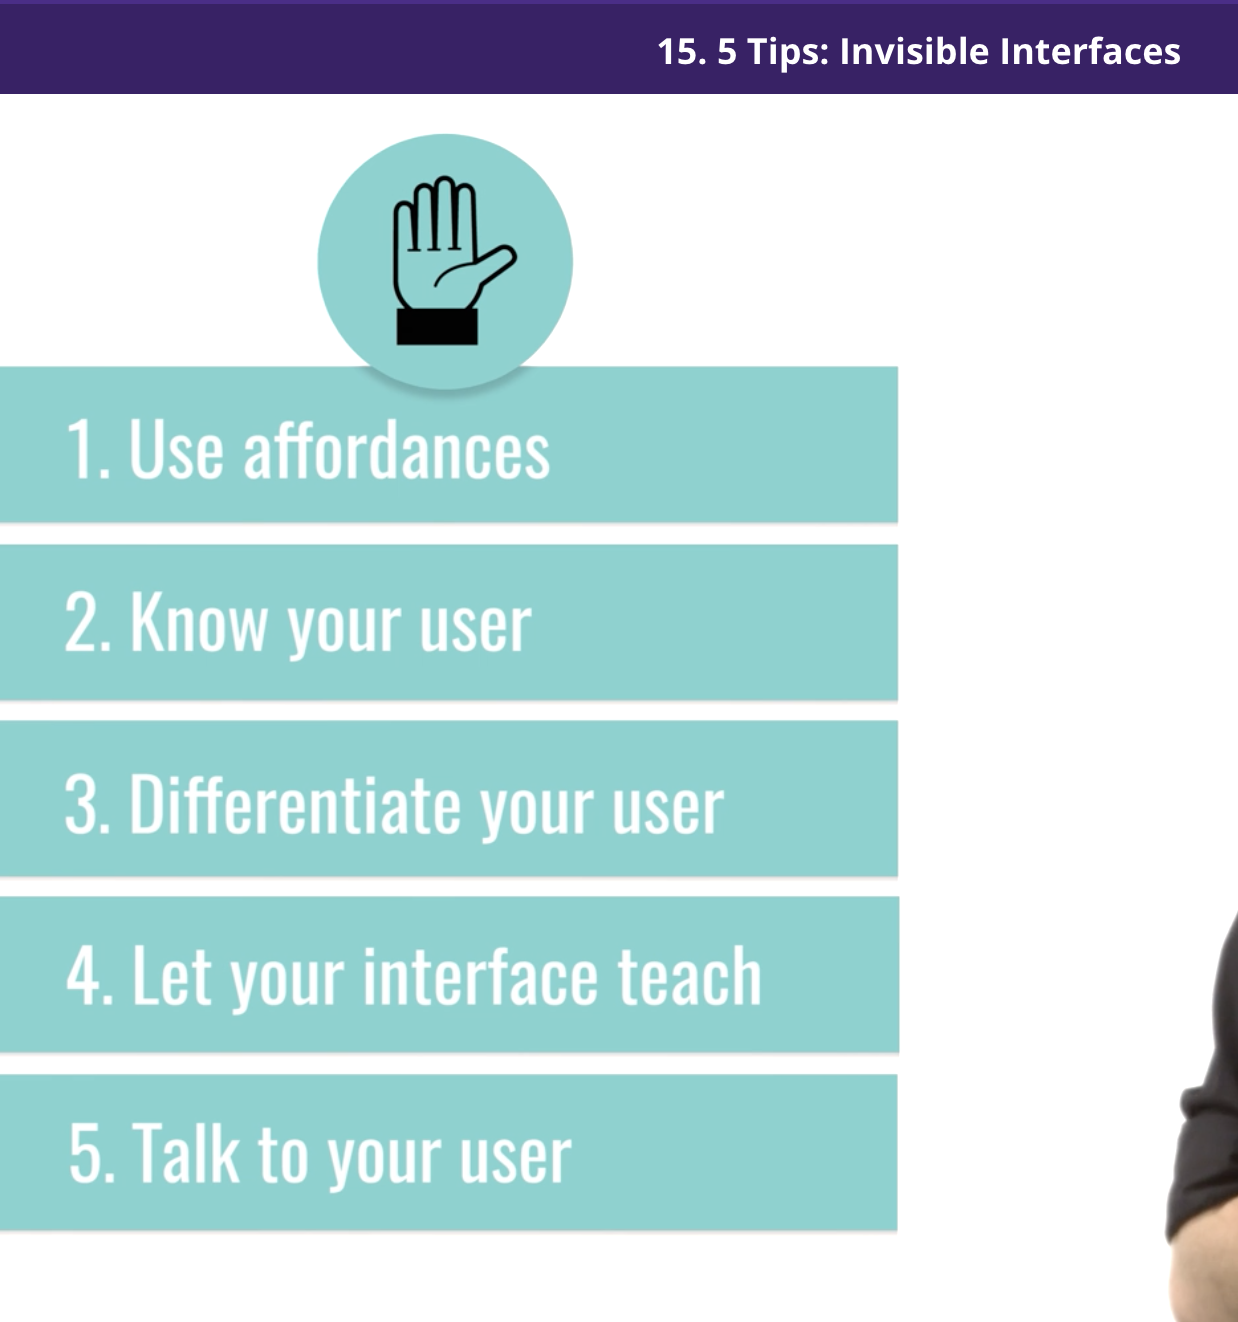 15. 5 Tips: Invisible Interfaces
1. Use affordances
2. Know your user
3. Differentiate your user
4. Let your interface teach
5. Talk to your user